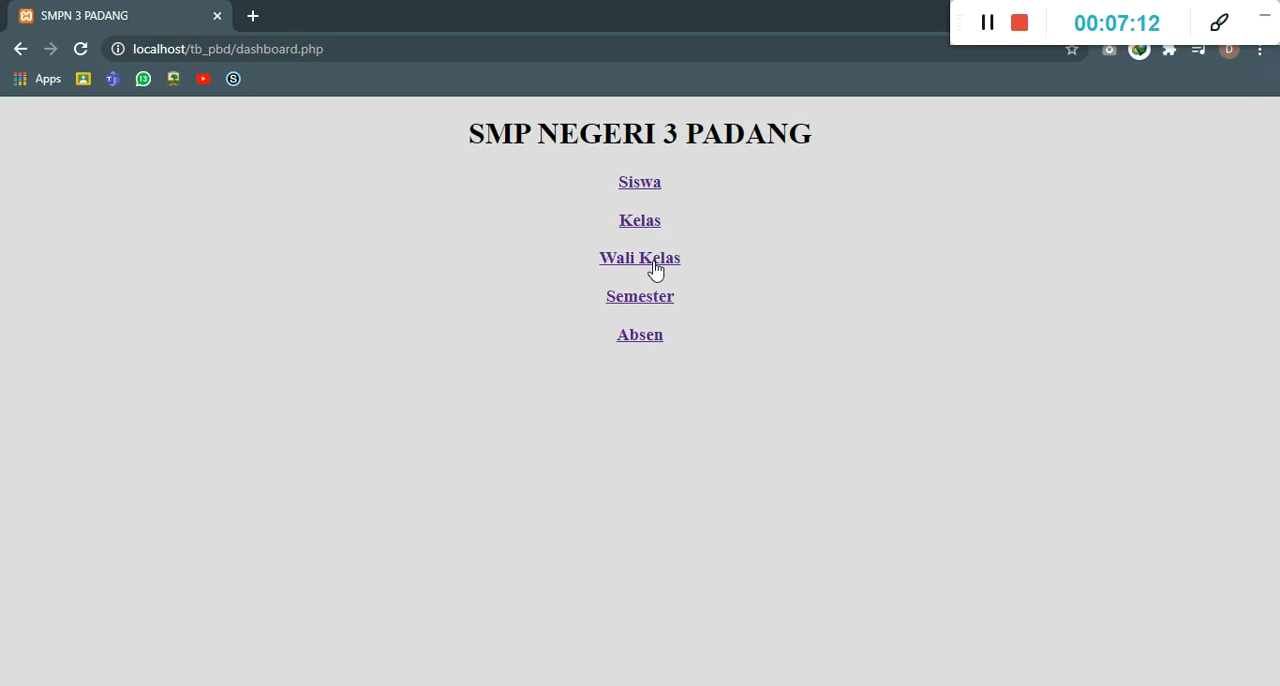 SMPN 3 PADANG
00:07:12
localhost/tb_pbd/dashboard.php
D
Apps
13
SMP NEGERI 3 PADANG
Siswa
Kelas
Wali Kelas
Semester
Absen